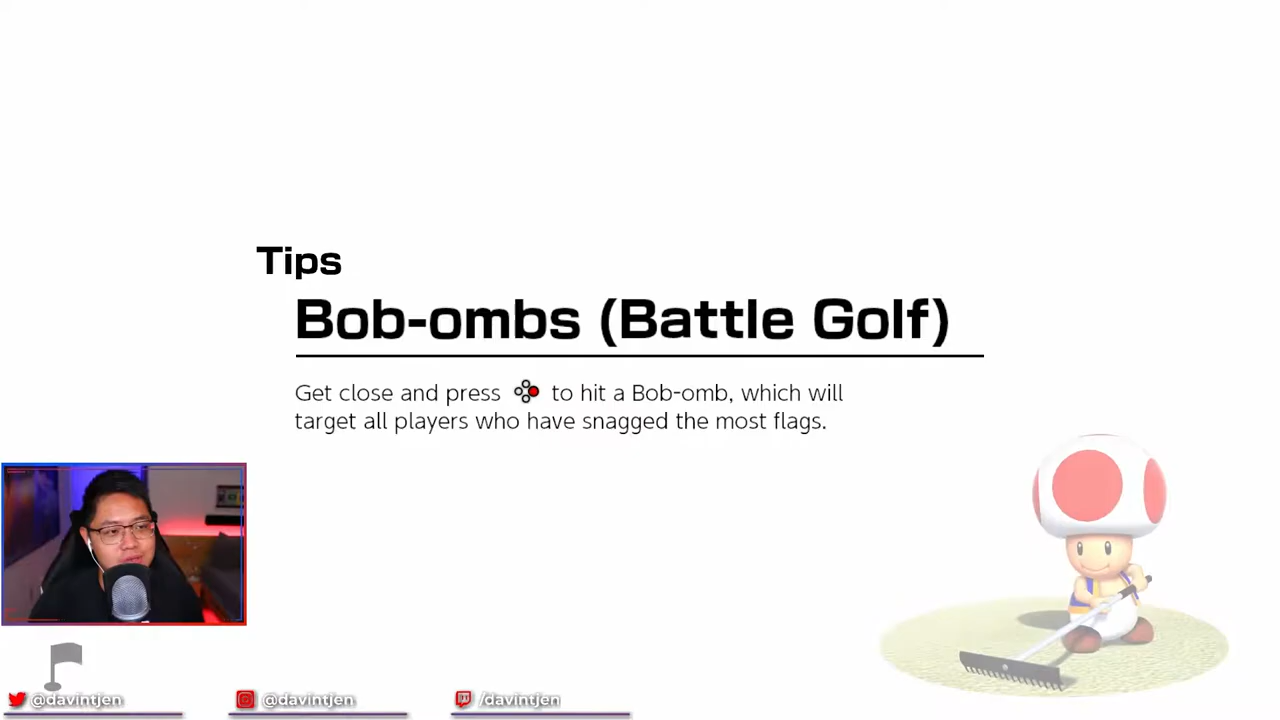 Tips
Bob-ombs (Battle Golf)
Get close and press to hit a Bob-omb, which will
target all players who have snagged the most flags.
@davintjen @davintjen /davintjen